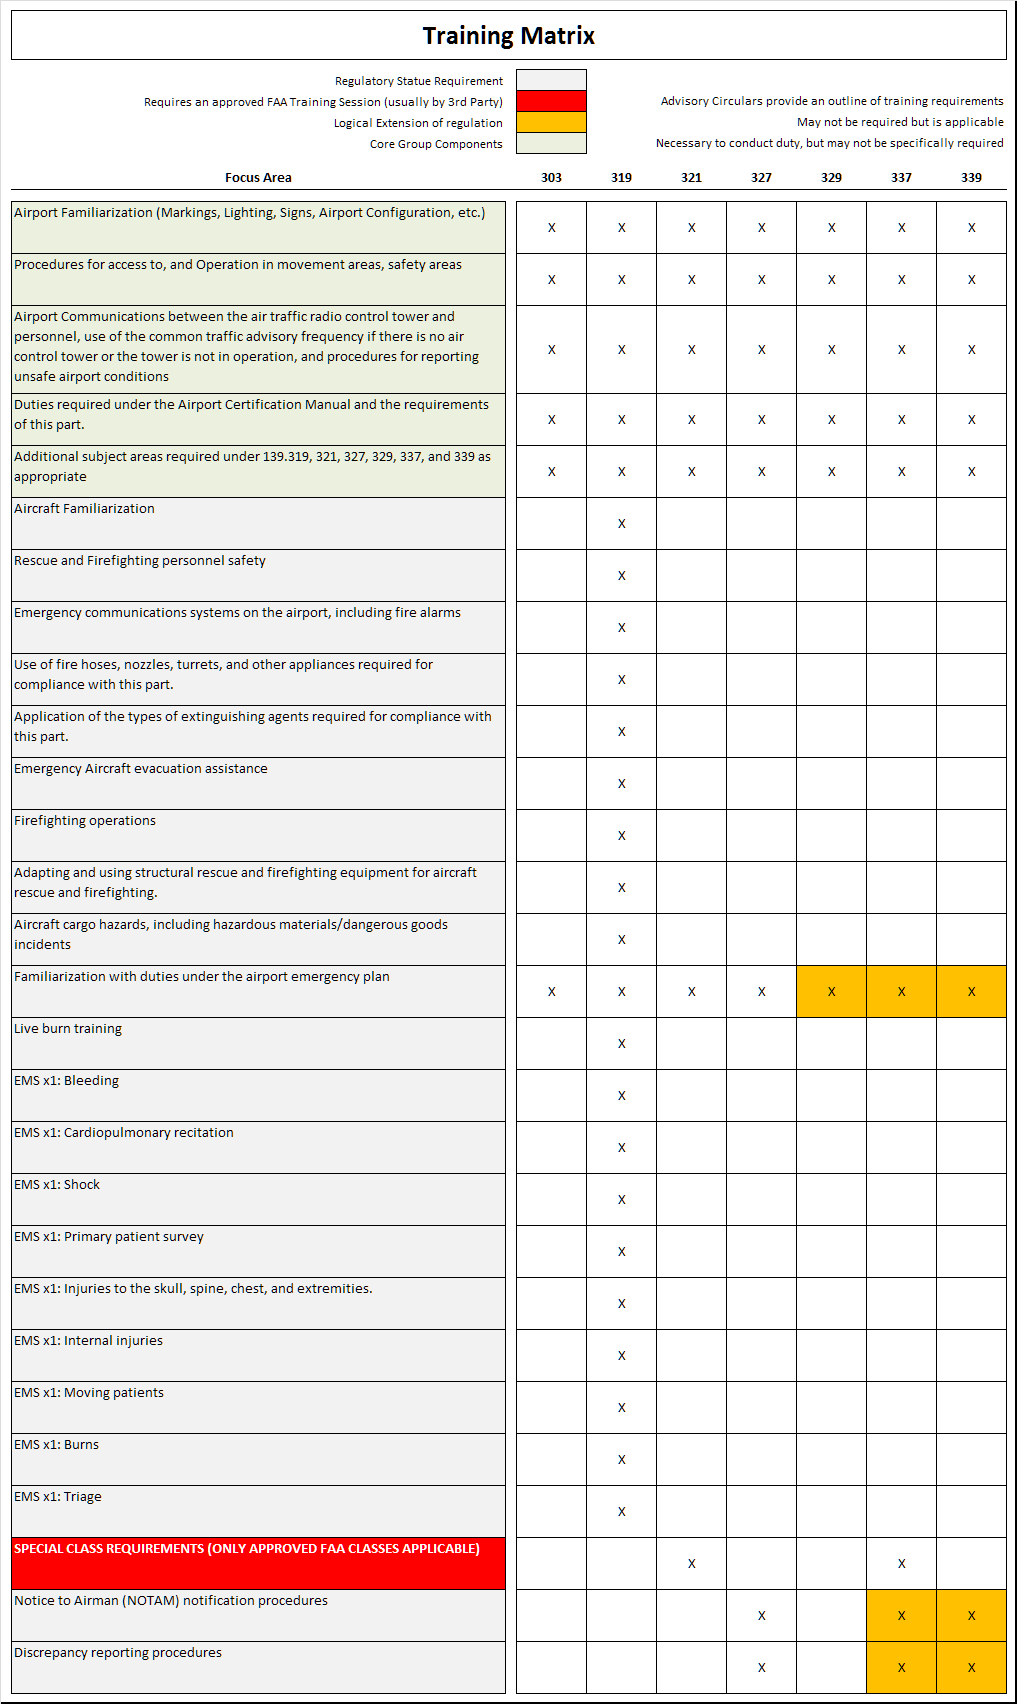 Training Matrix
Regulatory Statue Requirement
Requires an approved FAA Training Session (usually by 3rd Party) Advisory Circulars provide an outline of training requirements
Logical Extension of regulation May not be required but is applicable
Core Group Components Necessary to conduct duty, but may not be specifically required
Focus Area 303 319 321 327 329 337 339
Airport Familiarization (Markings, Lighting, Signs, Airport Configuration, etc.)
X X X X X X X
Procedures for access to, and Operation in movement areas, safety areas
X X X X X X X
Airport Communications between the air traffic radio control tower and
personnel, use of the common traffic advisory frequency if there is no air
control tower or the tower is not in operation, and procedures for reporting
unsafe airport conditions
X X X X X X X
Duties required under the Airport Certification Manual and the requirements
of this part.
X X X X X X X
Additional subject areas required under 139.319, 321, 327, 329, 337, and 339 as
appropriate
X X X X X X X
Aircraft Familiarization
X
Rescue and Firefighting personnel safety
X
Emergency communications systems on the airport, including fire alarms
X
Use of fire hoses, nozzles, turrets, and other appliances required for
compliance with this part.
X
Application of the types of extinguishing agents required for compliance with
this part.
X
Emergency Aircraft evacuation assistance
X
Firefighting operations
X
Adapting and using structural rescue and firefighting equipment for aircraft
rescue and firefighting.
X
Aircraft cargo hazards, including hazardous materials/dangerous goods
incidents
X
Familiarization with duties under the airport emergency plan
X X X X X X X
Live burn training
X
EMS x1: Bleeding
X
EMS x1: Cardiopulmonary recitation
X
EMS x1: Shock
X
EMS x1: Primary patient survey
X
EMS x1: Injuries to the skull, spine, chest, and extremities.
X
EMS x1: Internal injuries
X
EMS x1: Moving patients
X
EMS x1: Burns
X
EMS x1: Triage
X
SPECIAL CLASS REQUIREMENTS (ONLY APPROVED FAA CLASSES APPLICABLE)
X X
Notice to Airman (NOTAM) notification procedures
X X X
Discrepancy reporting procedures
X X X